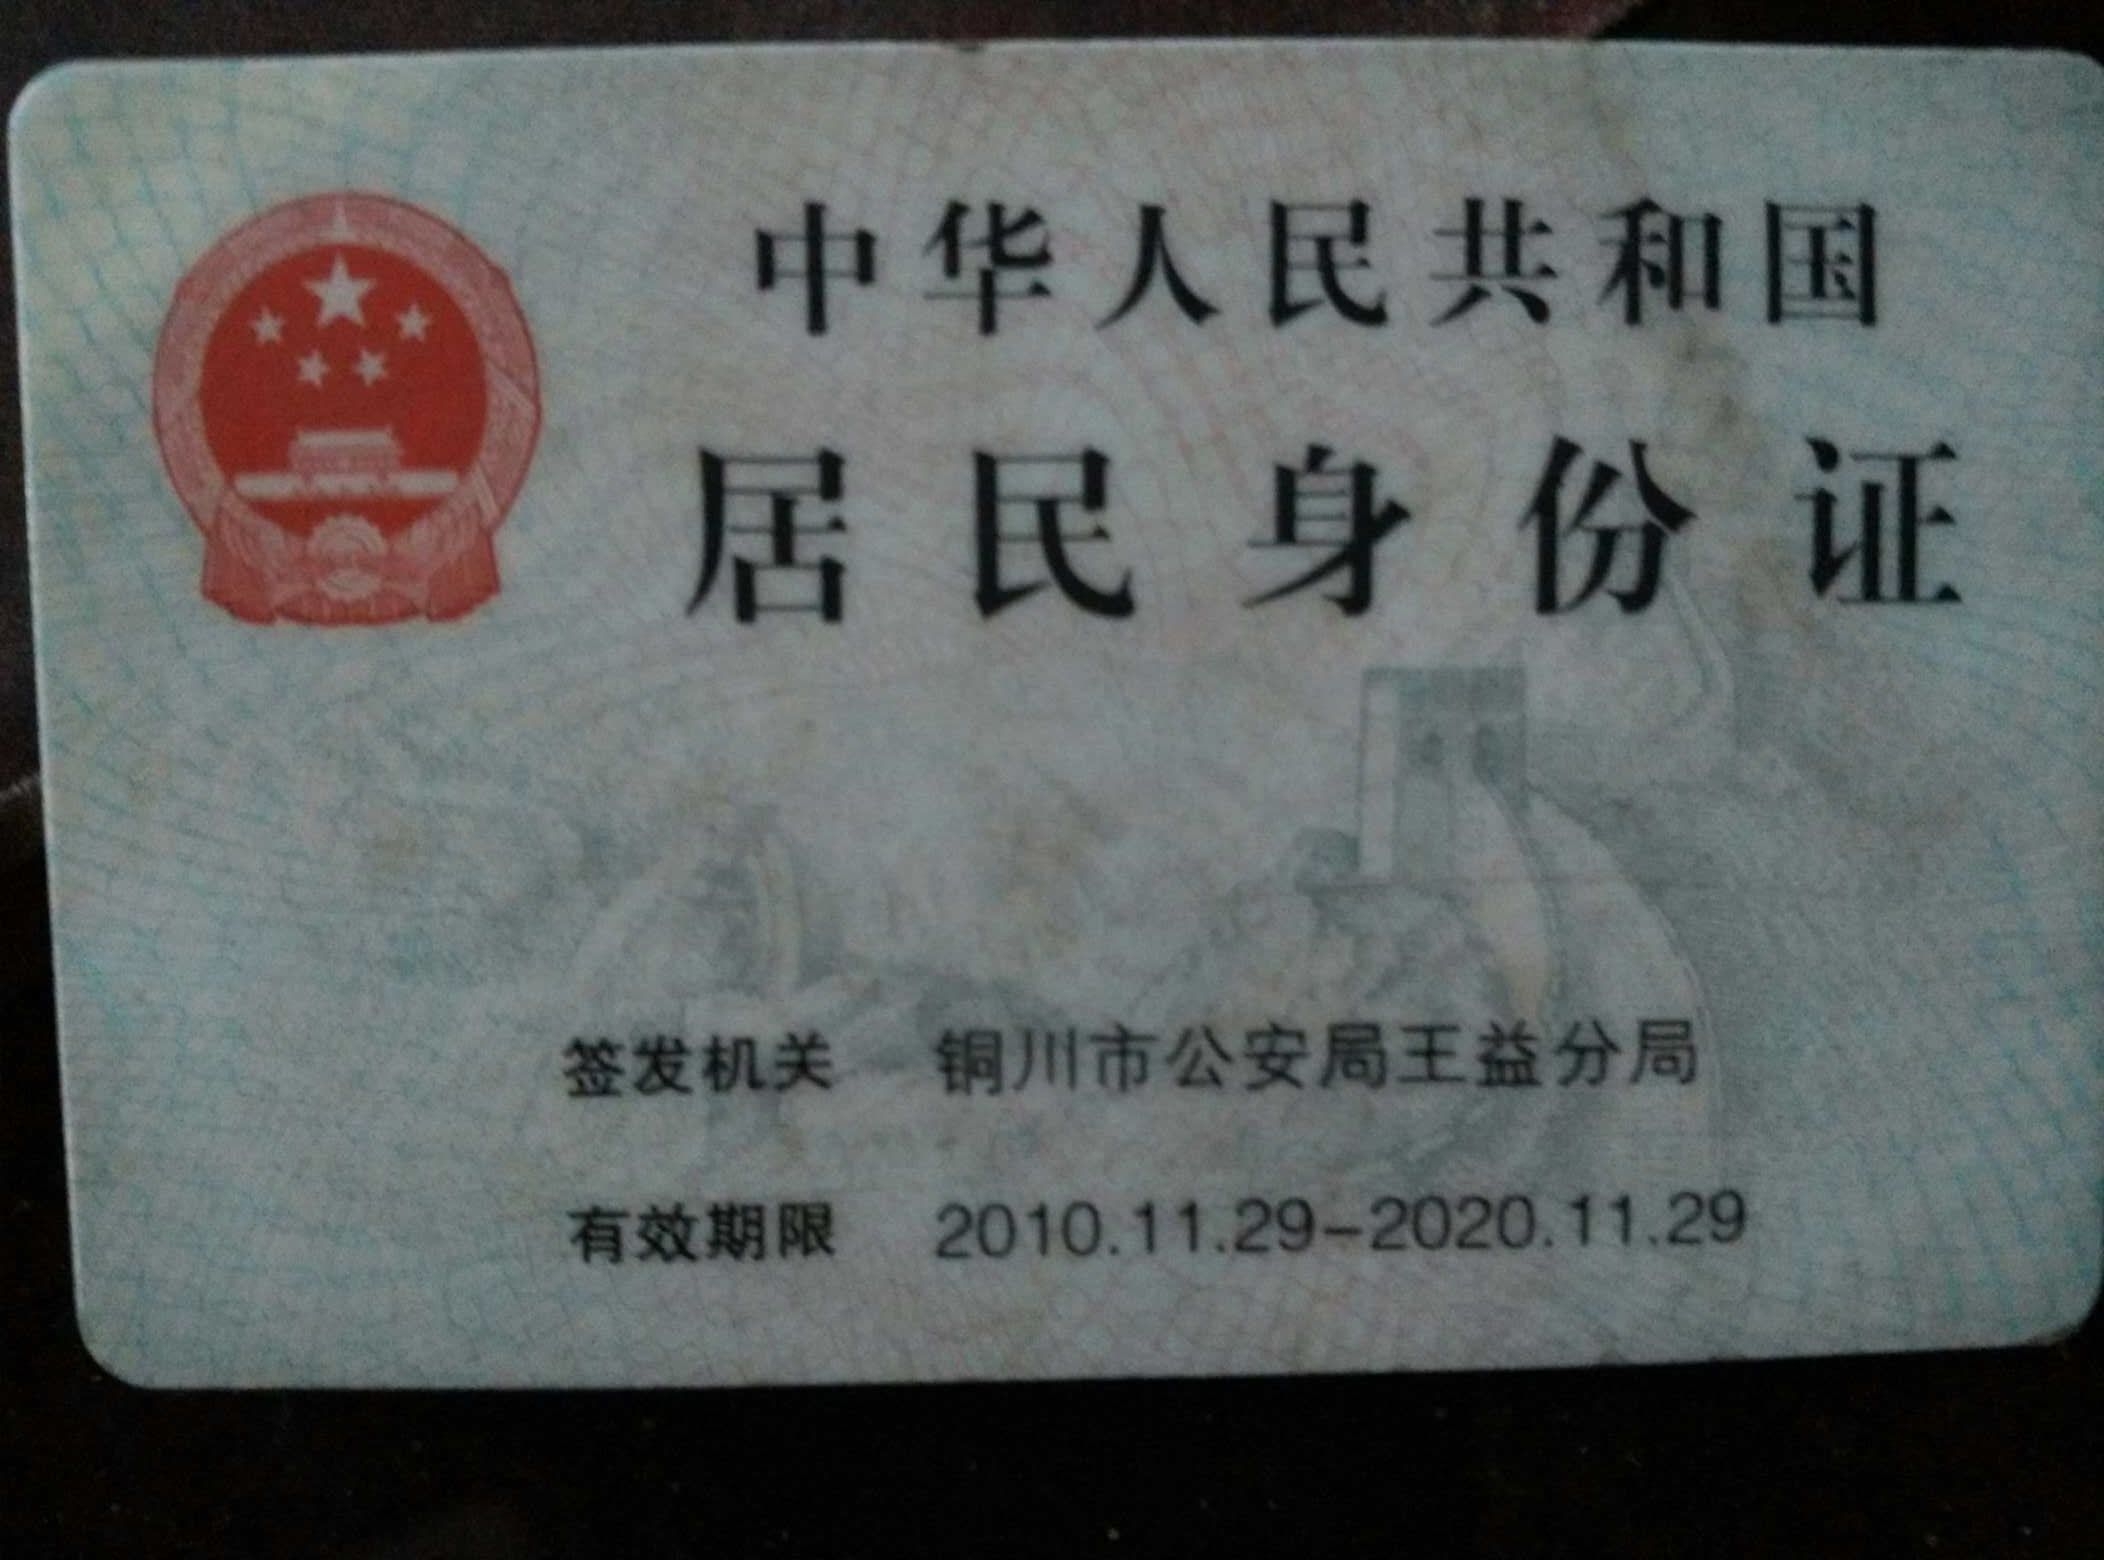 中华人民共和国
居民身份证
签发机关 铜川市公安局王益分局
有效期限 2010.11.29-2020.11.29